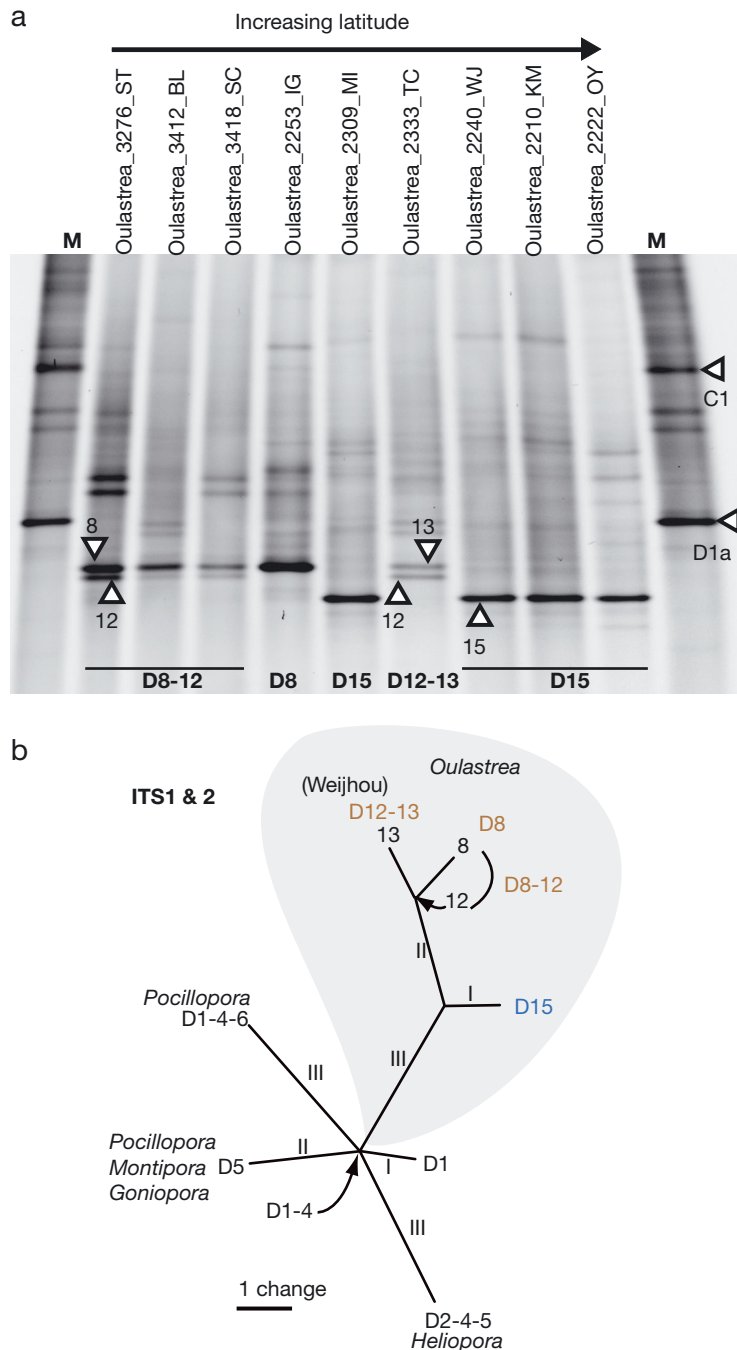 a
Increasing latitude
M
Oulastrea_3276_ST
Oulastrea_3412_BL
Oulastrea_3418_SC
Oulastrea_2253_IG
Oulastrea_2309_MI
Oulastrea_2333_TC
Oulastrea_2240_WJ
Oulastrea_2210_KM
Oulastrea_2222_OY
M
C1
8
13
D1a
12
12
15
D8-12
D8
D15
D12-13
D15
b
ITS1 & 2
Oulastrea
(Weijhou)
D12-13
13
8
D8
12
D8-12
II
I
D15
Pocillopora
D1-4-6
III
III
Pocillopora
Montipora
Goniopora
D5
II
I
D1
D1-4
III
1 change
D2-4-5
Heliopora